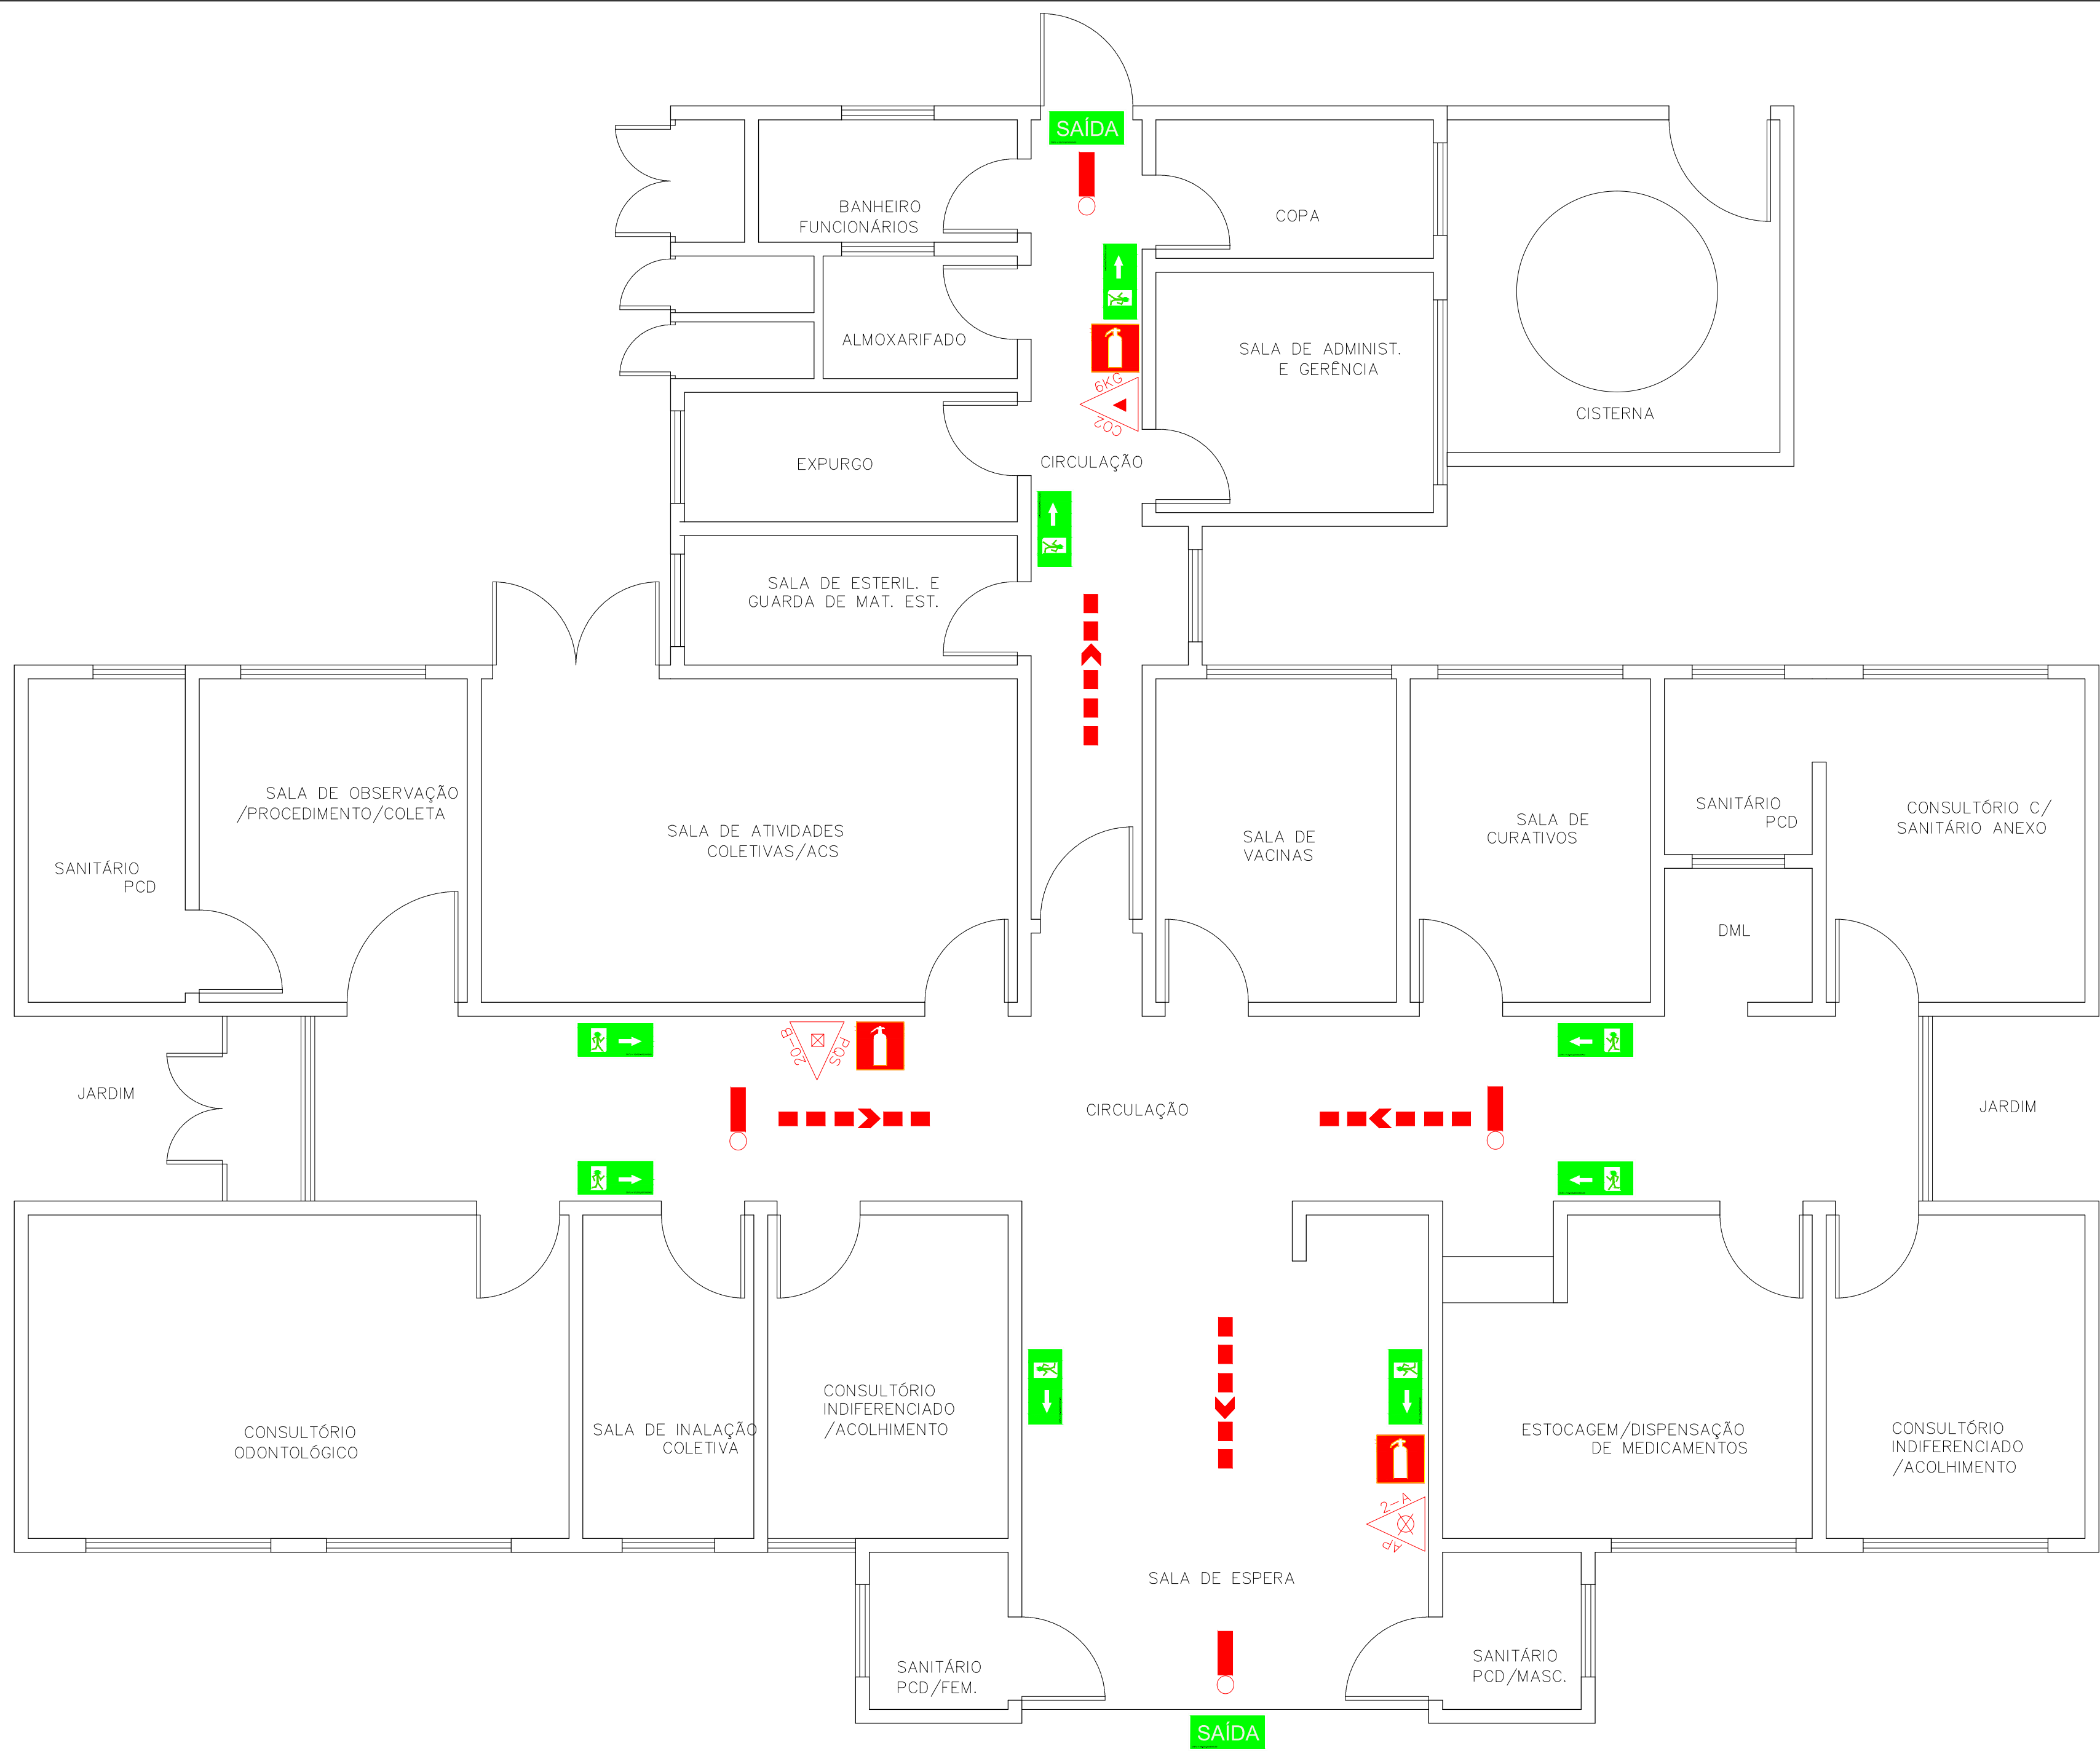 SAÍDA
BANHEIRO
FUNCIONÁRIOS
COPA
ALMOXARIFADO
SALA DE ADMINIST.
E GERÊNCIA
6KG
CO2
CISTERNA
EXPURGO
CIRCULAÇÃO
SALA DE ESTERIL. E
GUARDA DE MAT. EST.
SALA DE OBSERVAÇÃO
/PROCEDIMENTO/COLETA
SANITÁRIO
PCD
SALA DE ATIVIDADES
COLETIVAS/ACS
SALA DE
VACINAS
SALA DE
CURATIVOS
SANITÁRIO
PCD
CONSULTÓRIO C/
SANITÁRIO ANEXO
DML
20-B
PQS
JARDIM
CIRCULAÇÃO
JARDIM
CONSULTÓRIO
ODONTOLÓGICO
SALA DE INALAÇÃO
COLETIVA
CONSULTÓRIO
INDIFERENCIADO
/ACOLHIMENTO
ESTOCAGEM/DISPENSAÇÃO
DE MEDICAMENTOS
CONSULTÓRIO
INDIFERENCIADO
/ACOLHIMENTO
2-A
AP
SALA DE ESPERA
SANITÁRIO
PCD/FEM.
SANITÁRIO
PCD/MASC.
SAÍDA